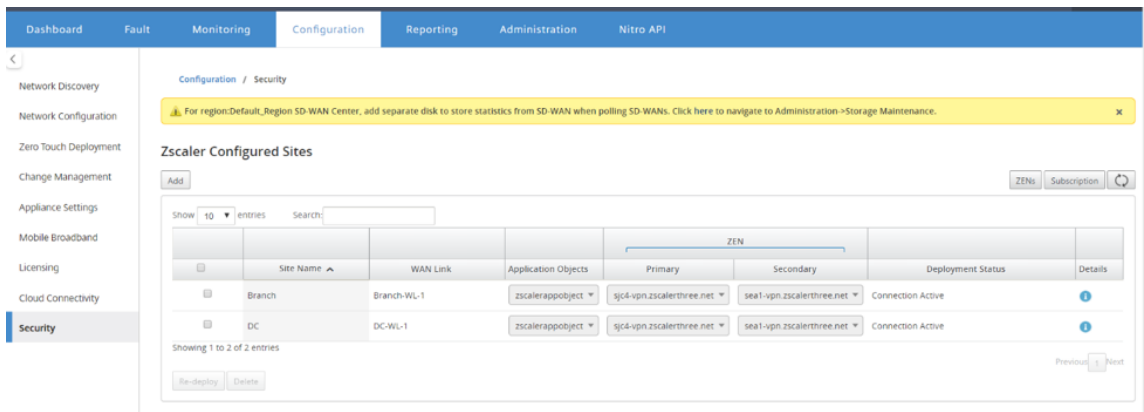 Dashboard Fault Monitoring Configuration Reporting Administration Nitro API
Network Discovery
Network Configuration
Zero Touch Deployment
Change Management
Appliance Settings
Mobile Broadband
Licensing
Cloud Connectivity
Security
Configuration / Security
For region:Default_Region SD-WAN Center, add separate disk to store statistics from SD-WAN when polling SD-WANs. Click here to navigate to Administration->Storage Maintenance. ×
Zscaler Configured Sites
Add ZENs Subscription
Show 10 entries Search:
ZEN
Site Name WAN Link Application Objects Primary Secondary Deployment Status Details
Branch Branch-WL-1 zscalerappobject sjc4-vpn.zscalerthree.net sea1-vpn.zscalerthree.net Connection Active
DC DC-WL-1 zscalerappobject sjc4-vpn.zscalerthree.net sea1-vpn.zscalerthree.net Connection Active
Showing 1 to 2 of 2 entries
Previous 1 Next
Re-deploy Delete